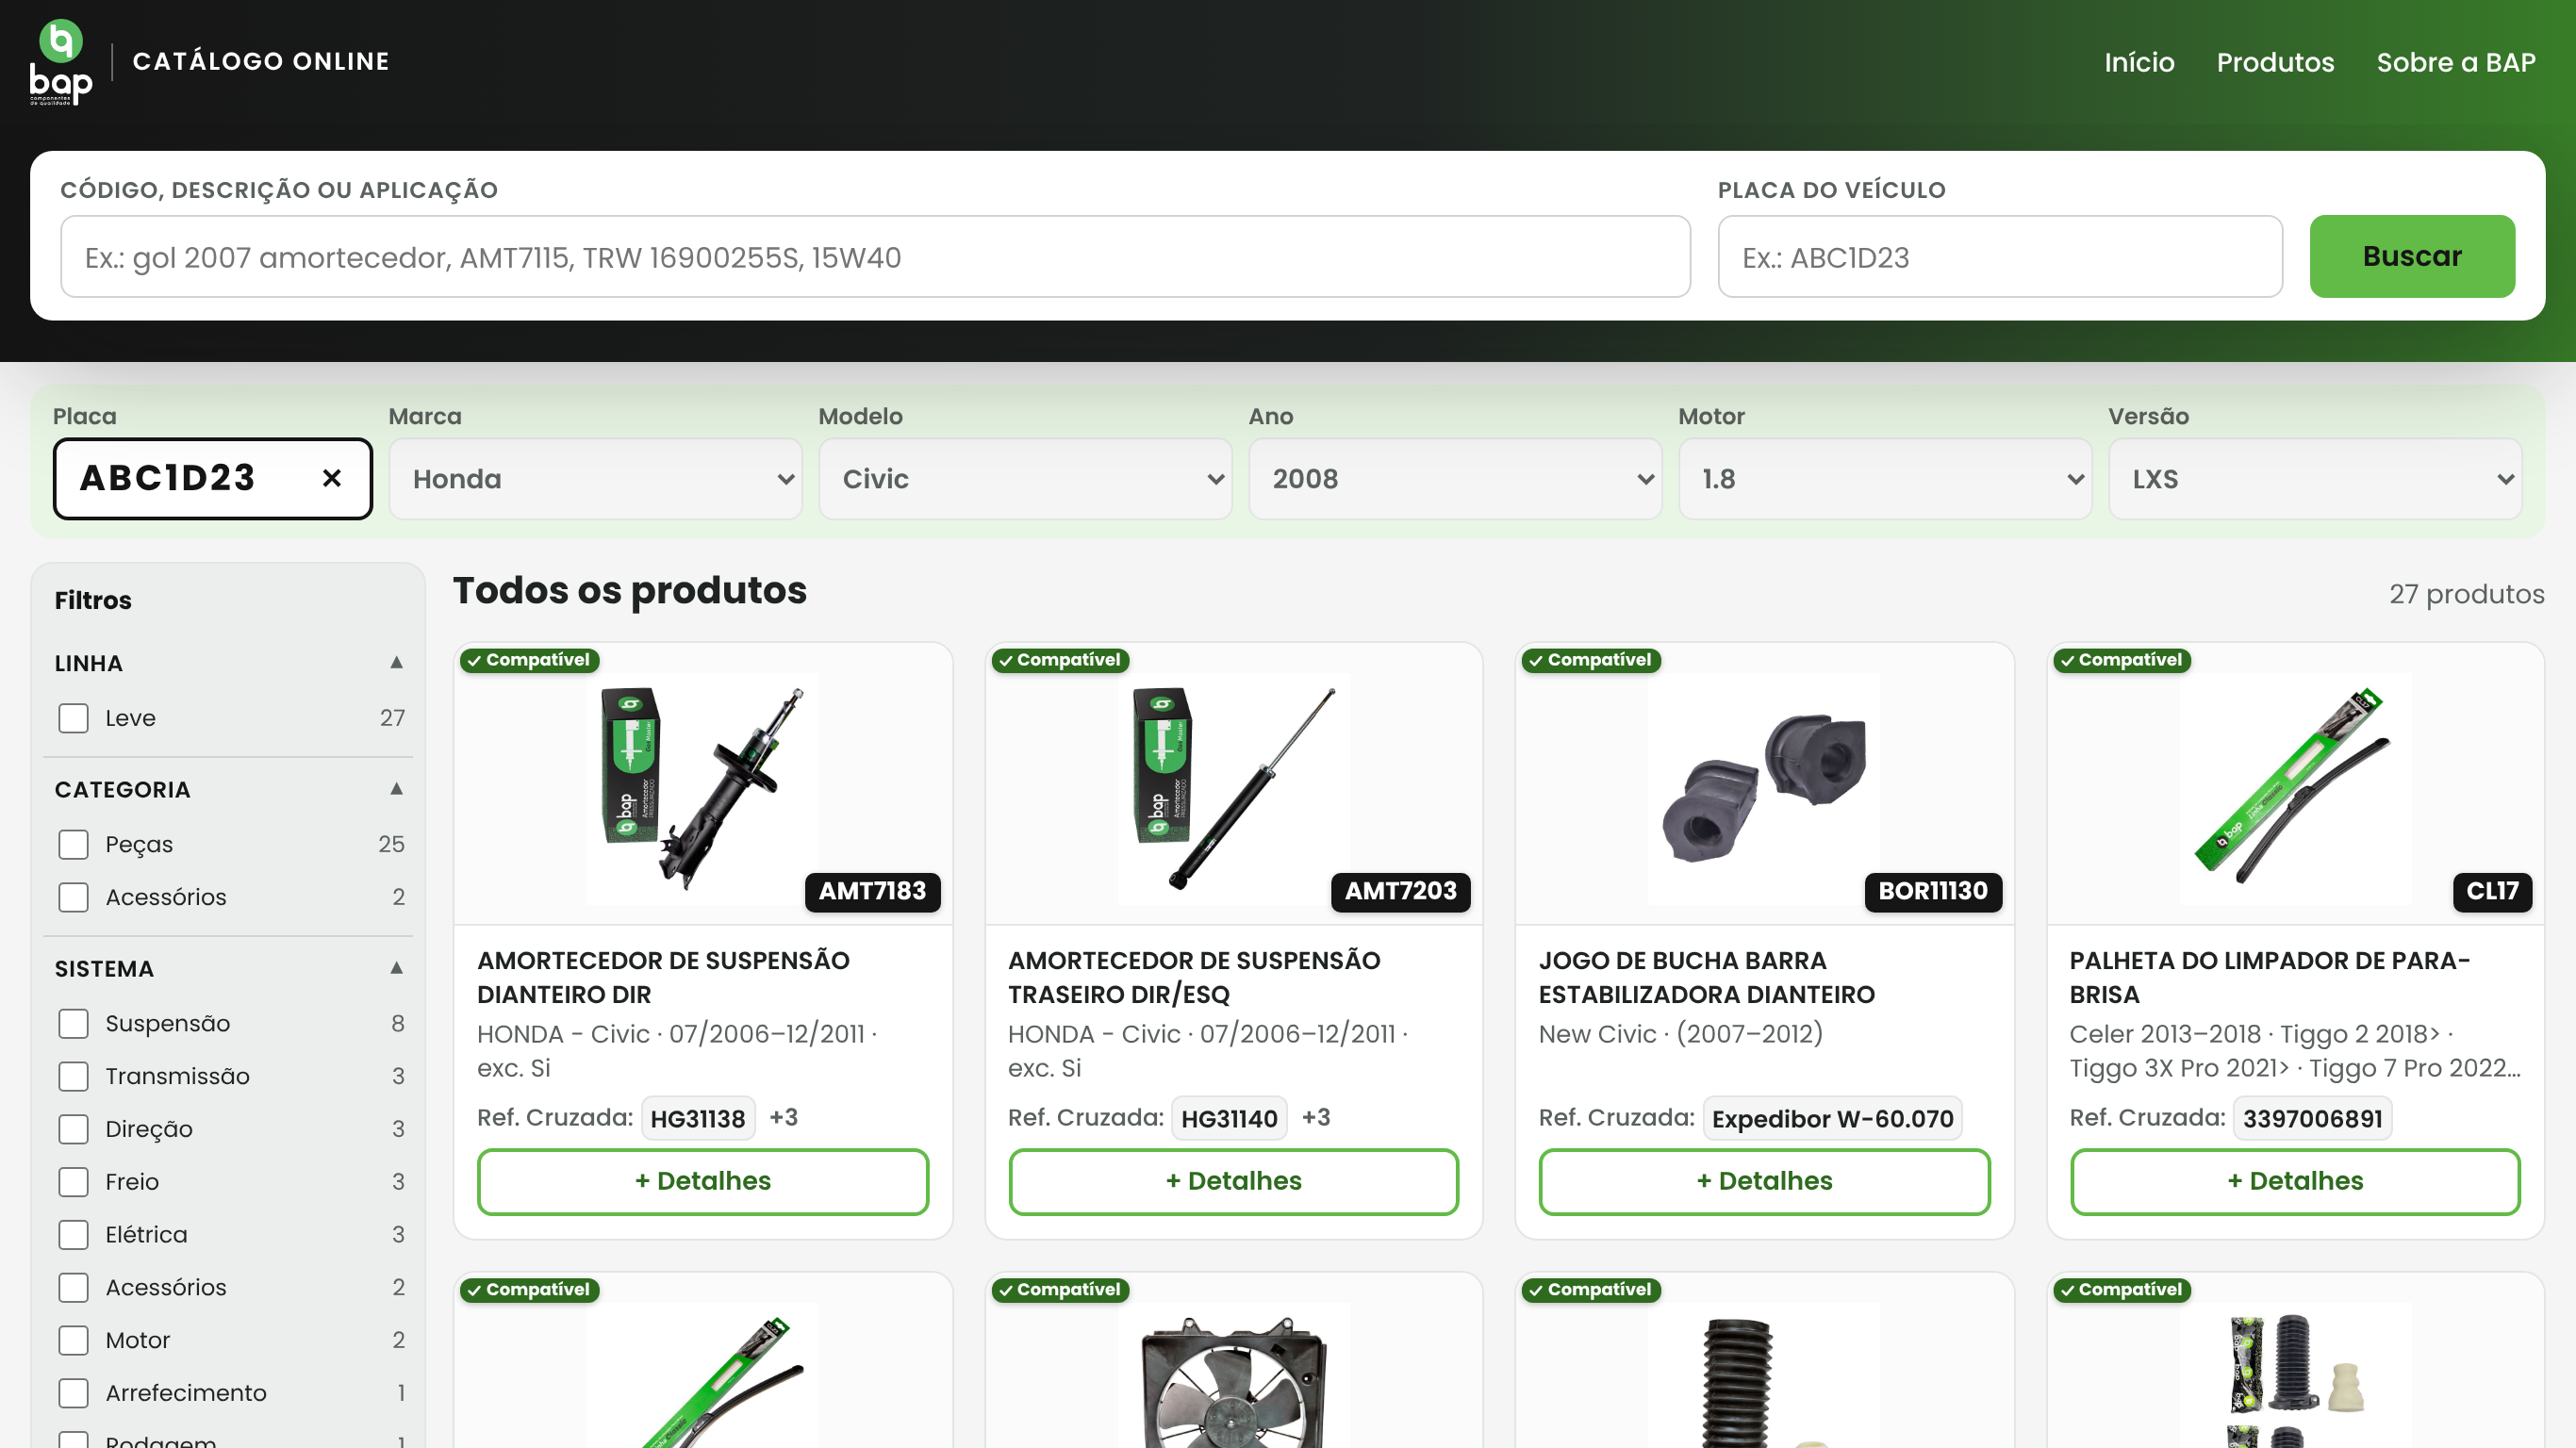 bap
componentes
de qualidade
CATÁLOGO ONLINE
Início
Produtos
Sobre a BAP
CÓDIGO, DESCRIÇÃO OU APLICAÇÃO
Ex.: gol 2007 amortecedor, AMT7115, TRW 16900255S, 15W40
PLACA DO VEÍCULO
Ex.: ABC1D23
Buscar
Placa
ABC1D23 ✕
Marca
Honda
Modelo
Civic
Ano
2008
Motor
1.8
Versão
LXS
Filtros
LINHA ▲
Leve 27
CATEGORIA ▲
Peças 25
Acessórios 2
SISTEMA ▲
Suspensão 8
Transmissão 3
Direção 3
Freio 3
Elétrica 3
Acessórios 2
Motor 2
Arrefecimento 1
Rodagem 1
Todos os produtos
27 produtos
✓ Compatível
bap
AMT7183
AMORTECEDOR DE SUSPENSÃO
DIANTEIRO DIR
HONDA - Civic · 07/2006–12/2011 ·
exc. Si
Ref. Cruzada: HG31138 +3
+ Detalhes
✓ Compatível
bap
AMT7203
AMORTECEDOR DE SUSPENSÃO
TRASEIRO DIR/ESQ
HONDA - Civic · 07/2006–12/2011 ·
exc. Si
Ref. Cruzada: HG31140 +3
+ Detalhes
✓ Compatível
BOR11130
JOGO DE BUCHA BARRA
ESTABILIZADORA DIANTEIRO
New Civic · (2007–2012)
Ref. Cruzada: Expedibor W-60.070
+ Detalhes
✓ Compatível
bap
CL17
CL17
PALHETA DO LIMPADOR DE PARA-
BRISA
Celer 2013–2018 · Tiggo 2 2018> ·
Tiggo 3X Pro 2021> · Tiggo 7 Pro 2022...
Ref. Cruzada: 3397006891
+ Detalhes
✓ Compatível
✓ Compatível
✓ Compatível
✓ Compatível